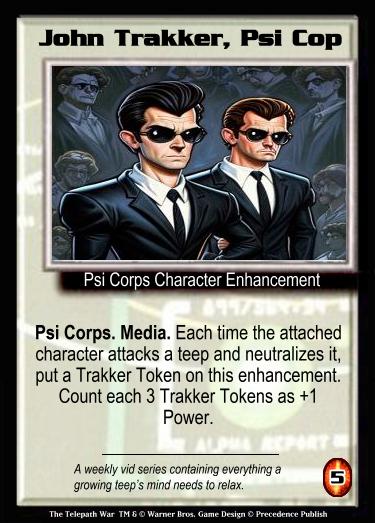 John Trakker, Psi Cop
Psi Corps Character Enhancement
Psi Corps. Media. Each time the attached
character attacks a teep and neutralizes it,
put a Trakker Token on this enhancement.
Count each 3 Trakker Tokens as +1
Power.
A weekly vid series containing everything a
growing teep's mind needs to relax.
5
The Telepath War TM & © Warner Bros. Game Design © Precedence Publish